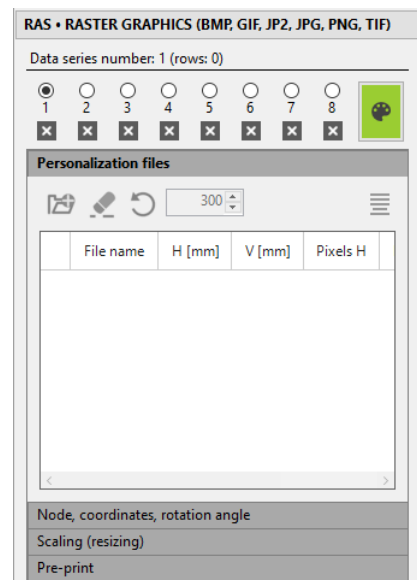 RAS • RASTER GRAPHICS (BMP, GIF, JP2, JPG, PNG, TIF)
Data series number: 1 (rows: 0)
1 2 3 4 5 6 7 8
Personalization files
300
File name H [mm] V [mm] Pixels H
Node, coordinates, rotation angle
Scaling (resizing)
Pre-print